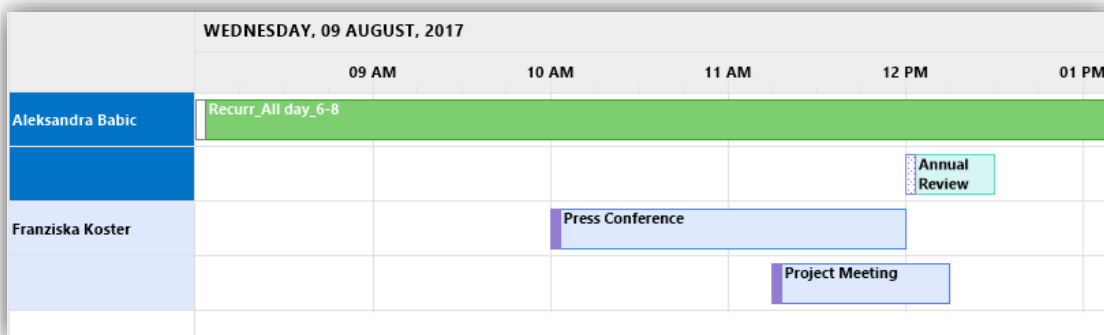 WEDNESDAY, 09 AUGUST, 2017
09 AM 10 AM 11 AM 12 PM 01 PM
Aleksandra Babic
Recurr_All day_6-8
Annual
Review
Franziska Koster
Press Conference
Project Meeting